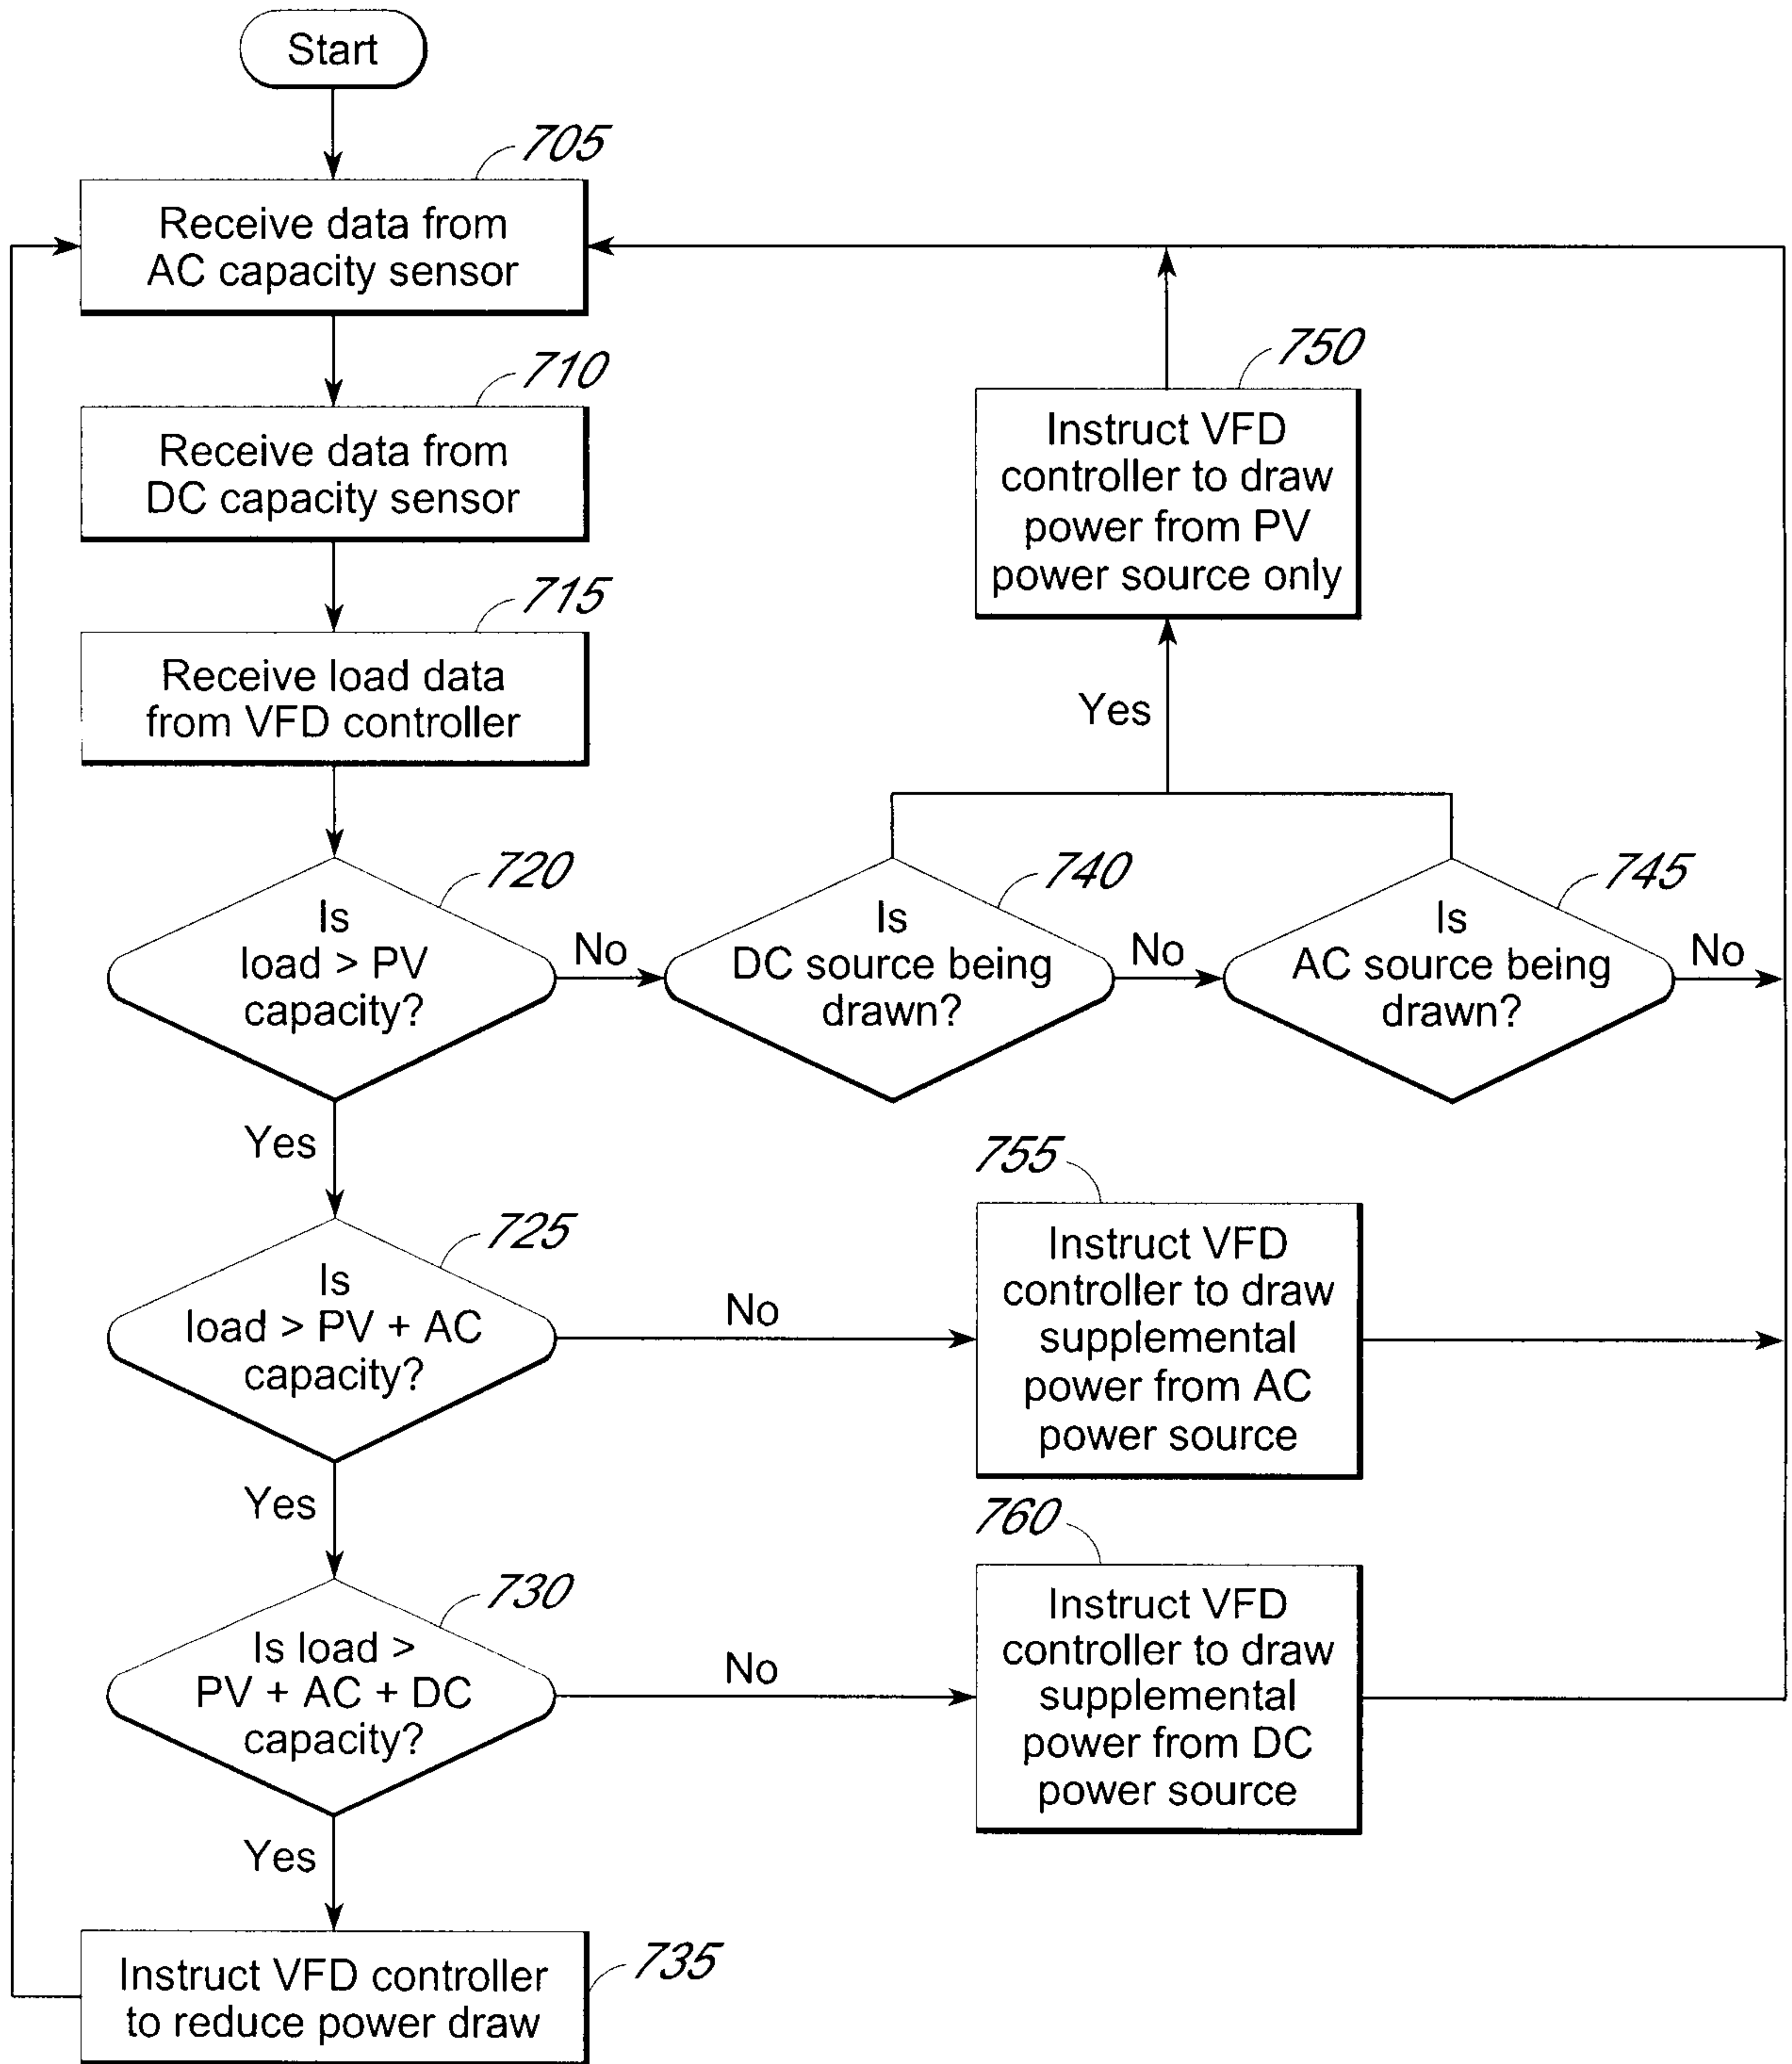 Start
705
Receive data from
AC capacity sensor
710
Receive data from
DC capacity sensor
715
Receive load data
from VFD controller
750
Instruct VFD
controller to draw
power from PV
power source only
Yes
720
Is
load > PV
capacity?
No
740
Is
DC source being
drawn?
No
745
Is
AC source being
drawn?
No
Yes
725
Is
load > PV + AC
capacity?
No
755
Instruct VFD
controller to draw
supplemental
power from AC
power source
Yes
730
Is load >
PV + AC + DC
capacity?
No
760
Instruct VFD
controller to draw
supplemental
power from DC
power source
Yes
735
Instruct VFD controller
to reduce power draw